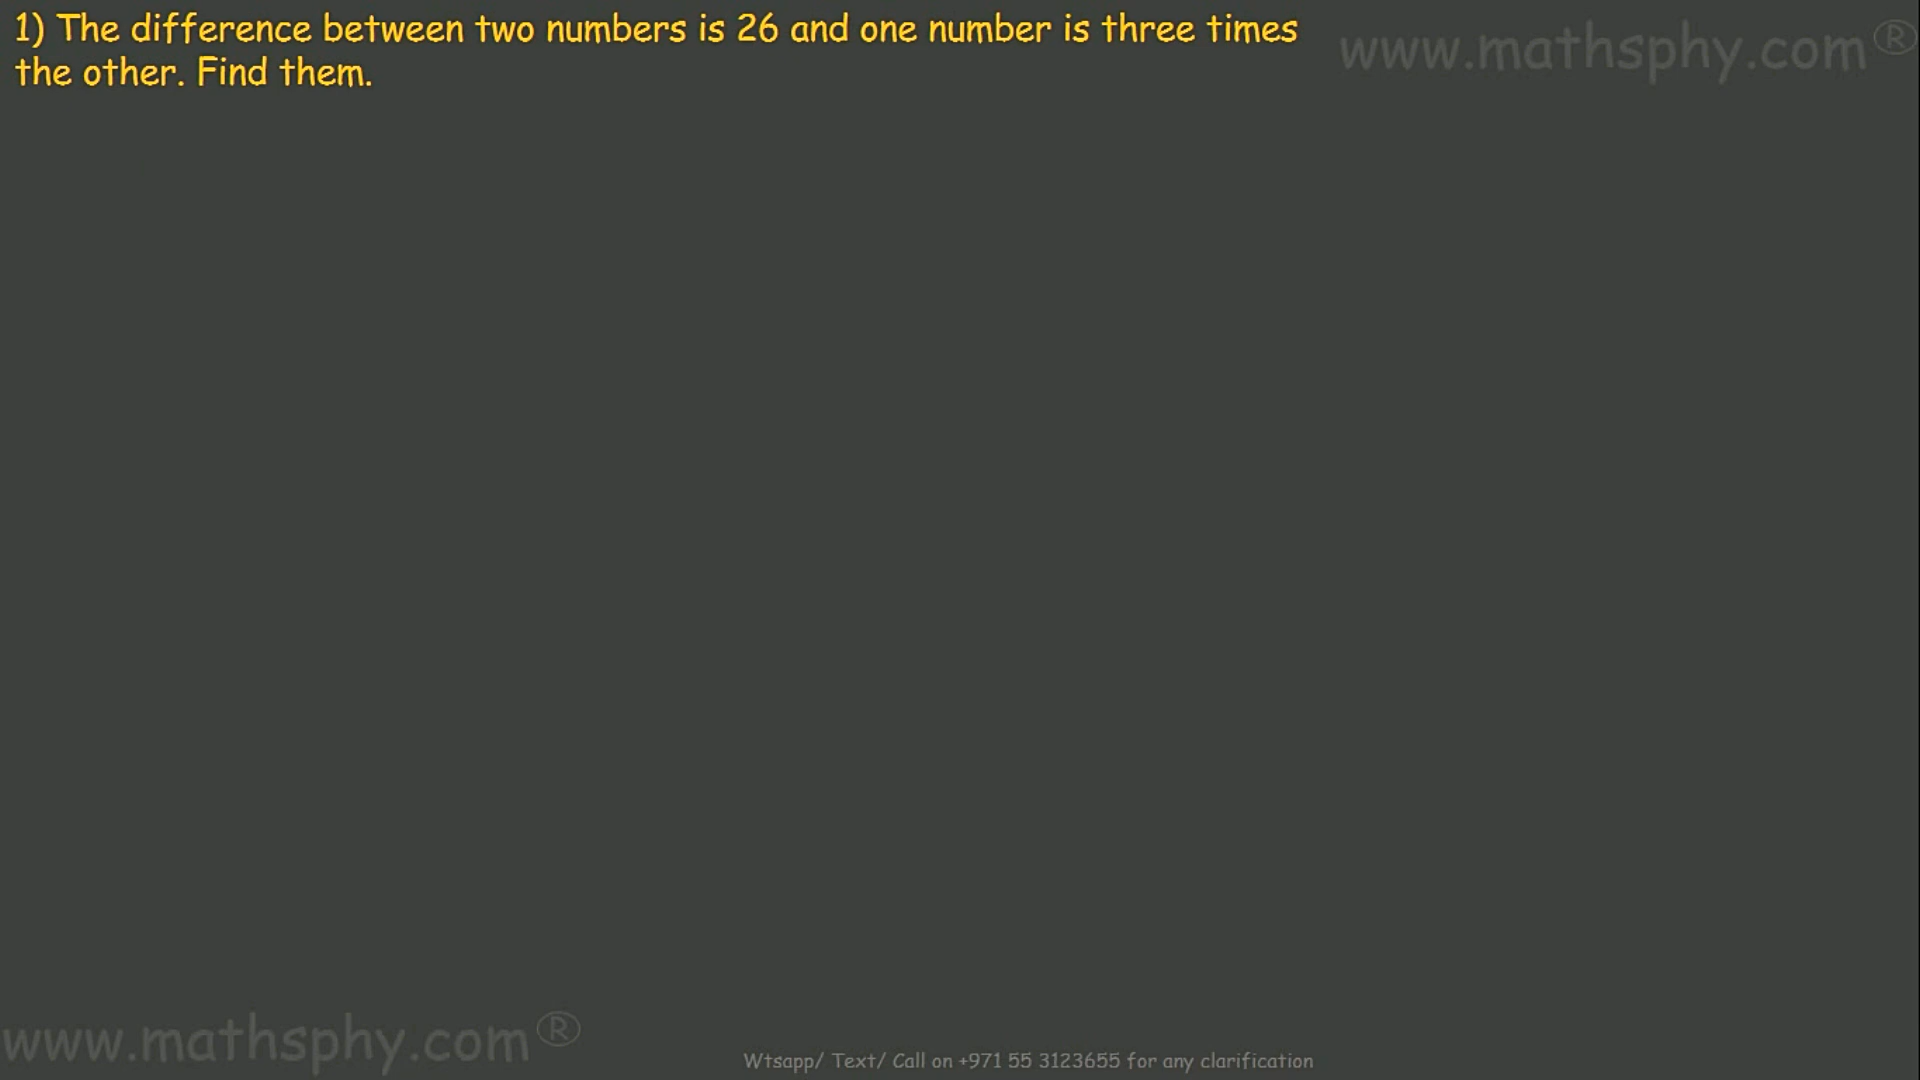 1) The difference between two numbers is 26 and one number is three times
the other. Find them.
www.mathsphy.com®
www.mathsphy.com®
Wtsapp/ Text/ Call on +971 55 3123655 for any clarification